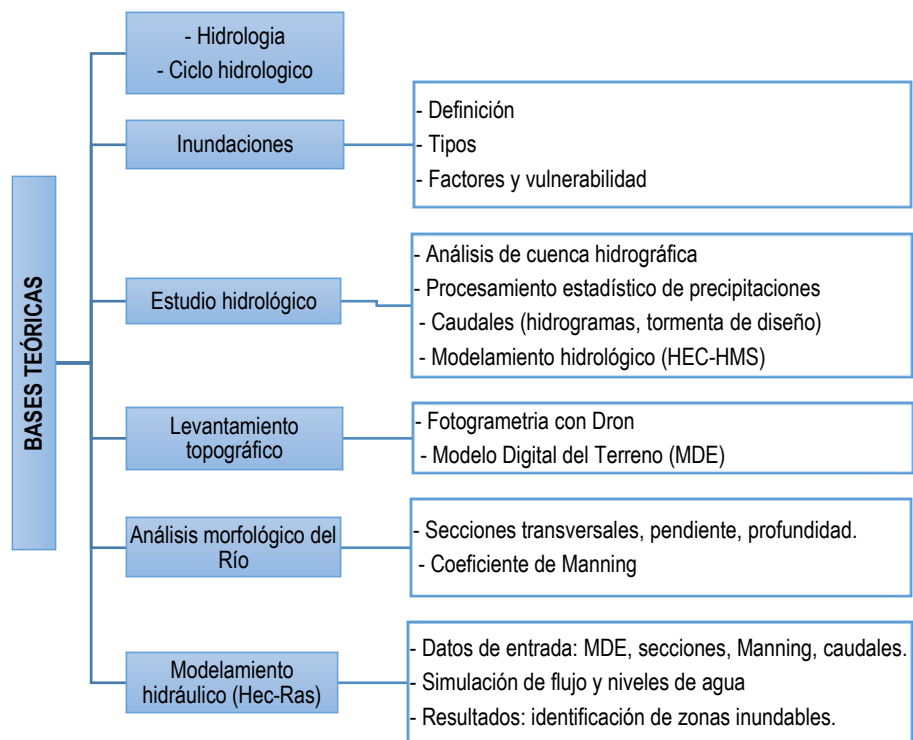 BASES TEÓRICAS
- Hidrologia
- Ciclo hidrologico
Inundaciones
- Definición
- Tipos
- Factores y vulnerabilidad
Estudio hidrológico
- Análisis de cuenca hidrográfica
- Procesamiento estadístico de precipitaciones
- Caudales (hidrogramas, tormenta de diseño)
- Modelamiento hidrológico (HEC-HMS)
Levantamiento
topográfico
- Fotogrametria con Dron
- Modelo Digital del Terreno (MDE)
Análisis morfológico del
Río
- Secciones transversales, pendiente, profundidad.
- Coeficiente de Manning
Modelamiento
hidráulico (Hec-Ras)
- Datos de entrada: MDE, secciones, Manning, caudales.
- Simulación de flujo y niveles de agua
- Resultados: identificación de zonas inundables.